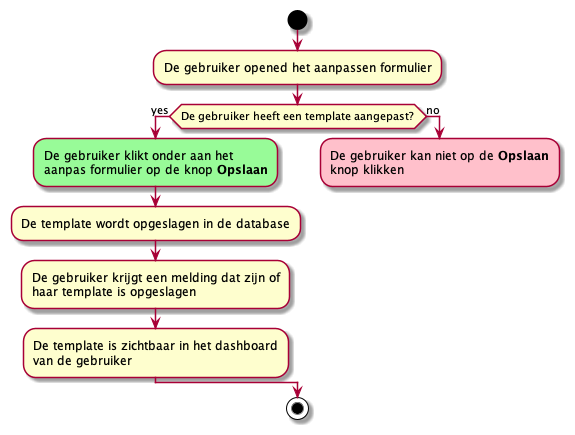 De gebruiker opened het aanpassen formulier
yes
De gebruiker heeft een template aangepast?
no
De gebruiker klikt onder aan het
aanpas formulier op de knop Opslaan
De gebruiker kan niet op de Opslaan
knop klikken
De template wordt opgeslagen in de database
De gebruiker krijgt een melding dat zijn of
haar template is opgeslagen
De template is zichtbaar in het dashboard
van de gebruiker